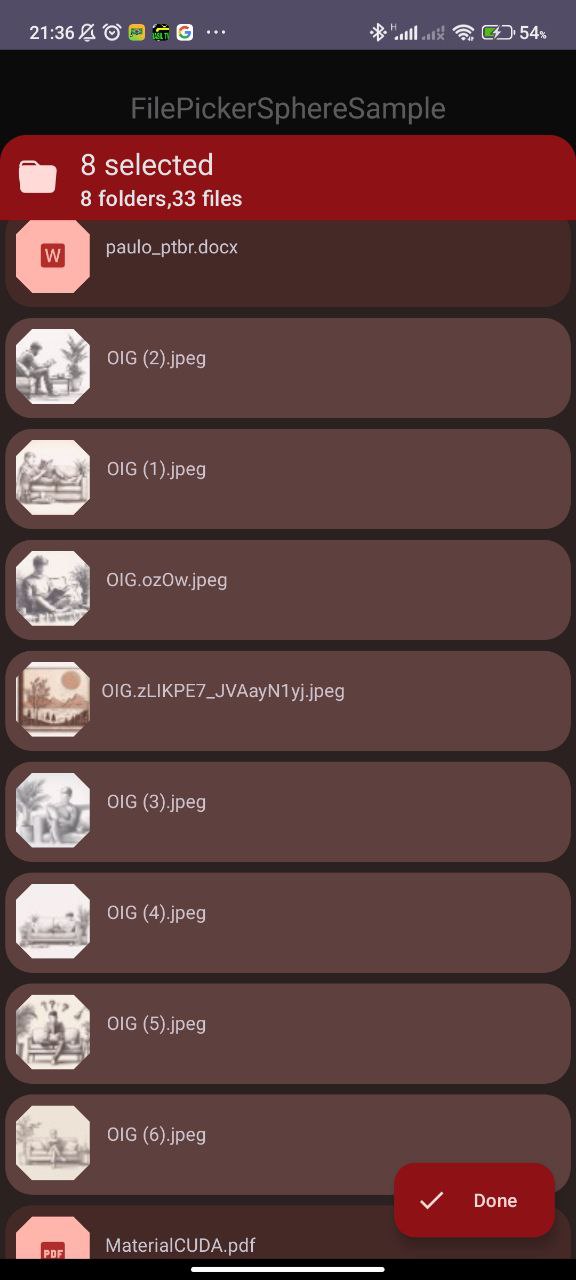 21:36
H
54%
FilePickerSphereSample
8 selected
8 folders,33 files
W
paulo_ptbr.docx
OIG (2).jpeg
OIG (1).jpeg
OIG.ozOw.jpeg
OIG.zLIKPE7_JVAayN1yj.jpeg
OIG (3).jpeg
OIG (4).jpeg
OIG (5).jpeg
OIG (6).jpeg
Done
PDF
MaterialCUDA.pdf